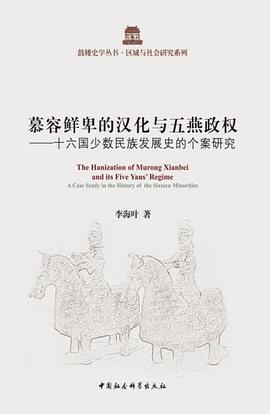 鼓楼史学丛书·区域与社会研究系列
慕容鲜卑的汉化与五燕政权
——十六国少数民族发展史的个案研究
The Hanization of Murong Xianbei
and its Five Yans' Regime
A Case Study in the History of the Sixteen Minorities
李海叶 著
中国社会科学出版社